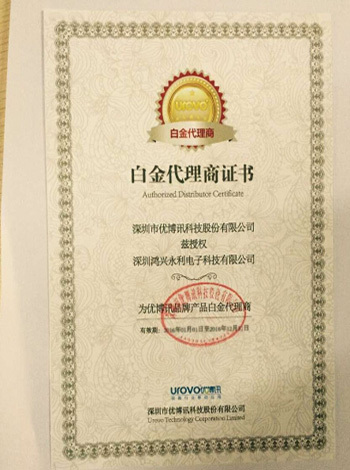 UROVO
白金代理商
白金代理商证书
Authorized Distributor Certificate
深圳市优博讯科技股份有限公司
兹授权
深圳鸿兴永利电子科技有限公司
为优博讯品牌产品白金代理商
有效期：
UROVO优博讯
深圳市优博讯科技股份有限公司
Urovo Technology Corporation Limited